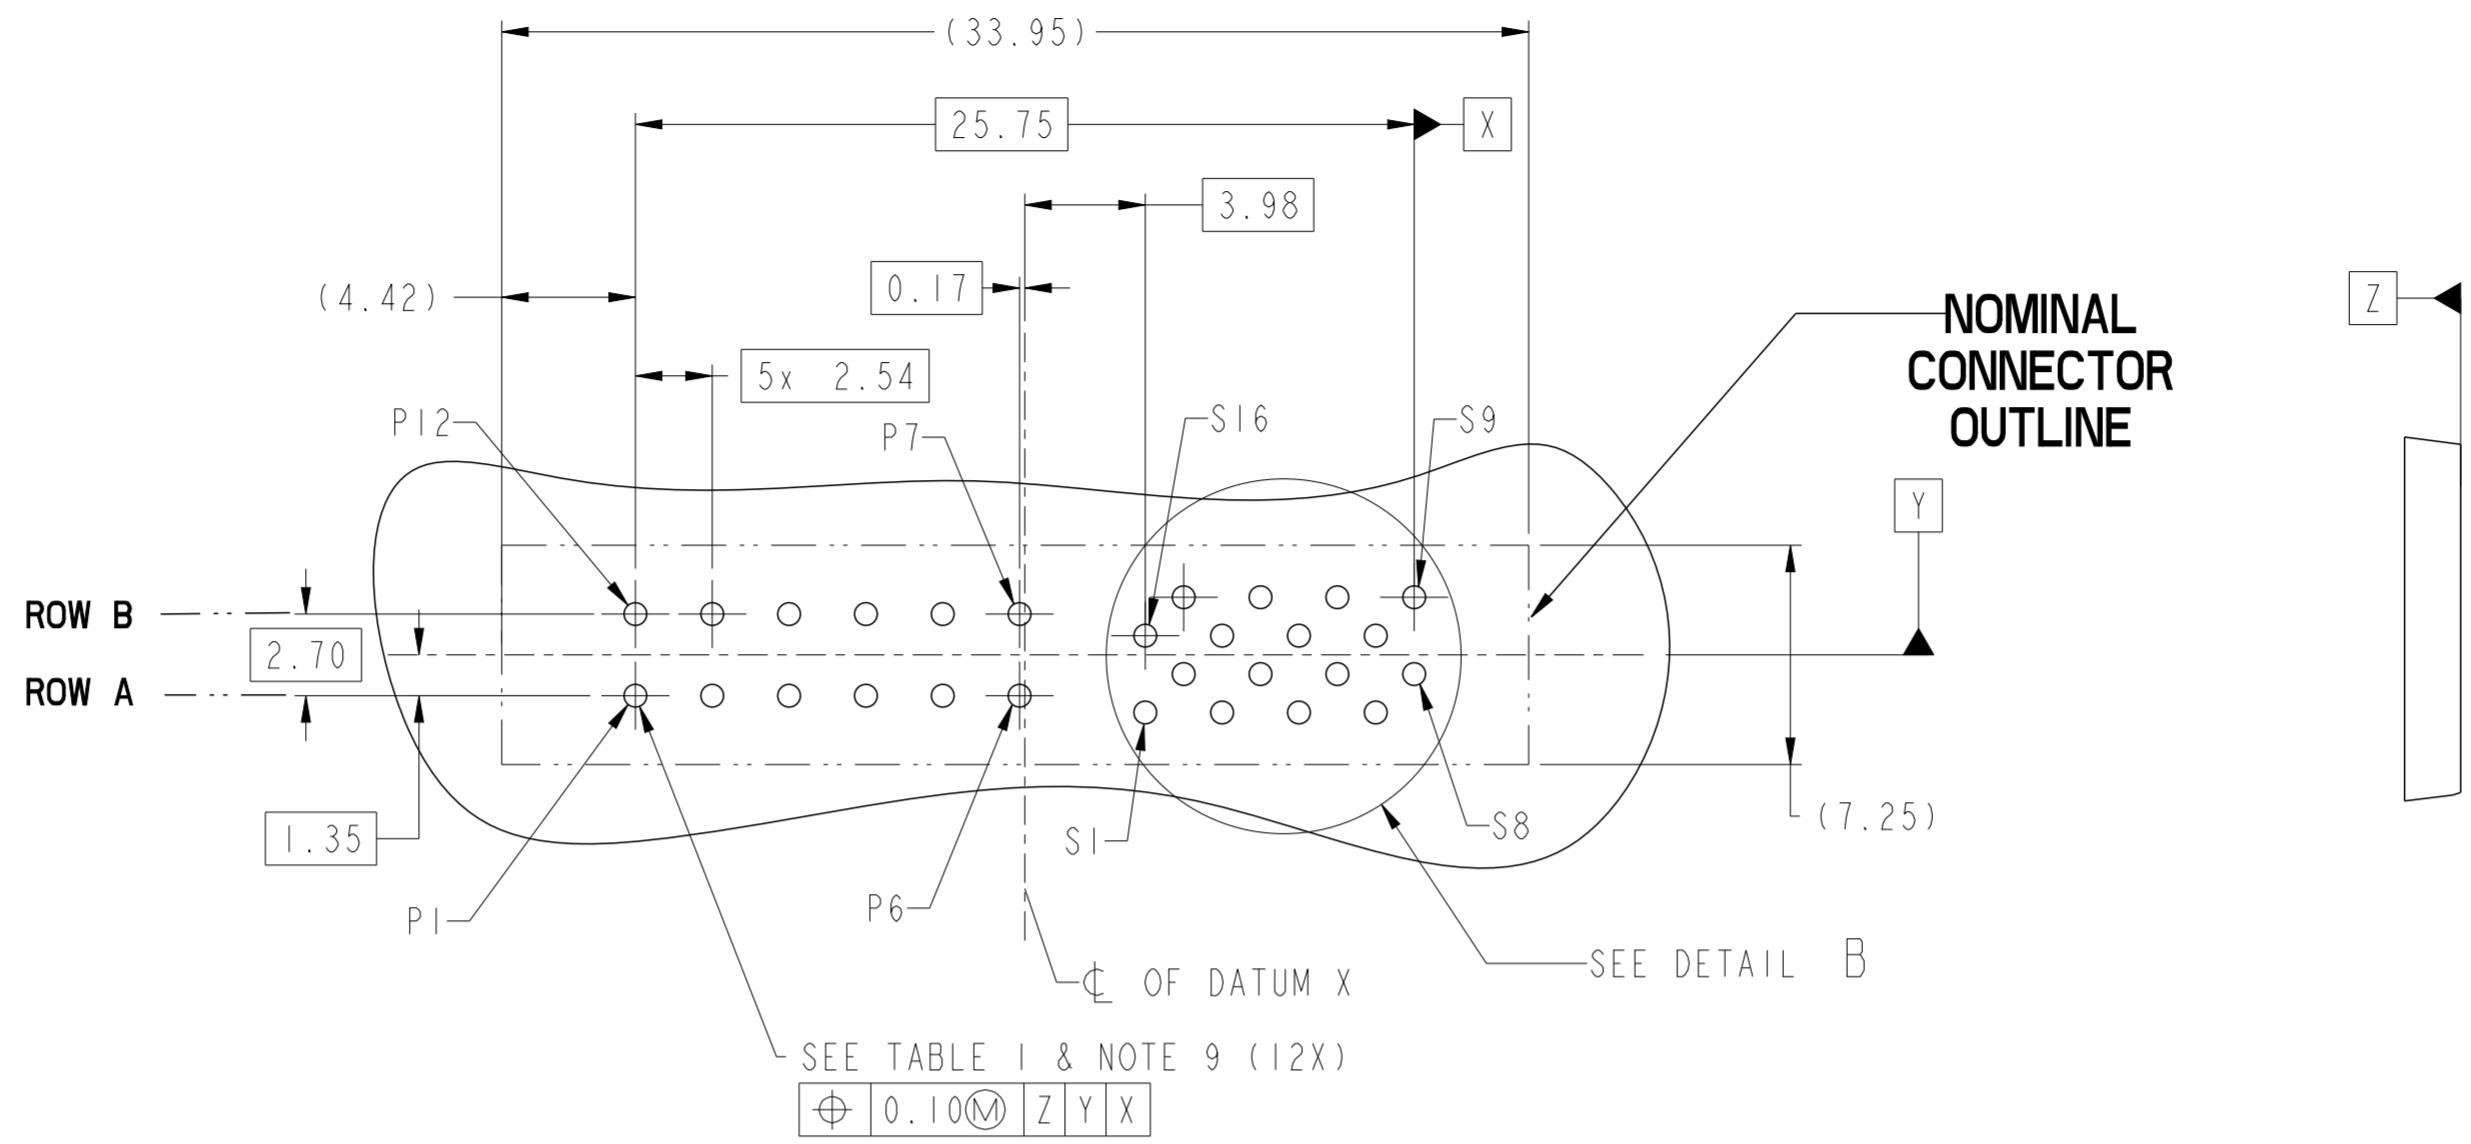 (33.95)
25.75
X
3.98
0.17
(4.42)
5x 2.54
NOMINAL
CONNECTOR
OUTLINE
Z
P12
P7
S16
S9
Y
ROW B
2.70
ROW A
1.35
S1
S8
(7.25)
P1
P6
SEE DETAIL B
℄ OF DATUM X
SEE TABLE 1 & NOTE 9 (12X)
⌖ 0.10Ⓜ Z Y X